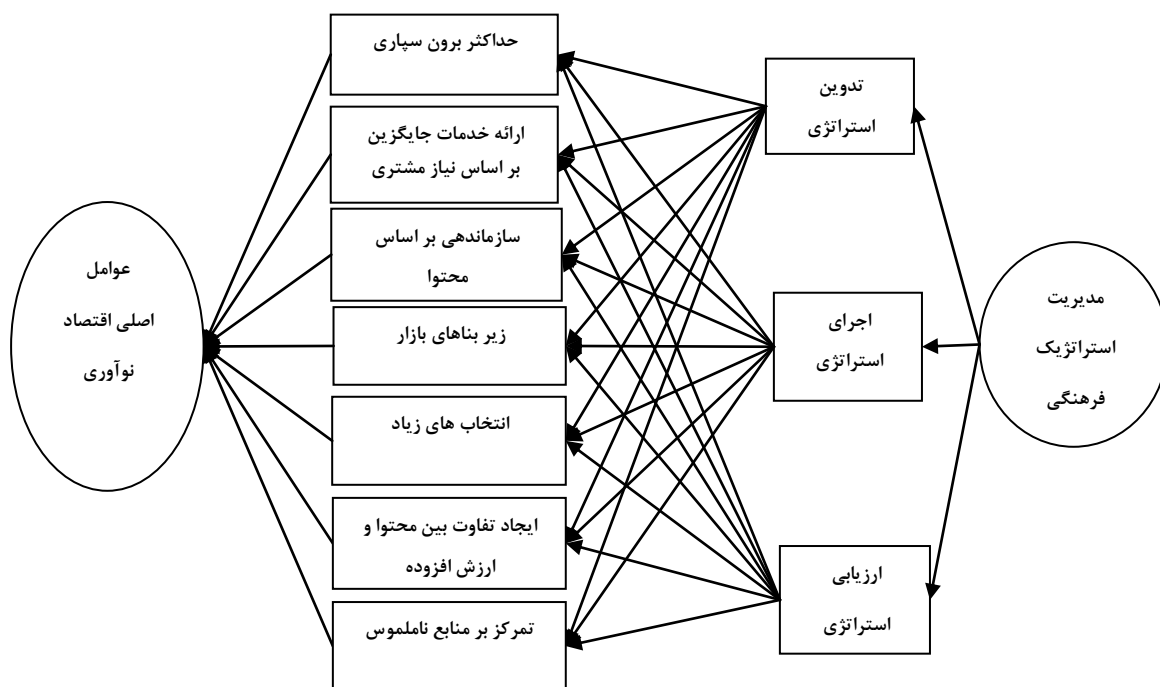 مدیریت
استراتژیک
فرهنگی
تدوین
استراتژی
اجرای
استراتژی
ارزیابی
استراتژی
حداکثر برون سپاری
ارائه خدمات جایگزین
بر اساس نیاز مشتری
سازماندهی بر اساس
محتوا
زیر بناهای بازار
انتخاب های زیاد
ایجاد تفاوت بین محتوا و
ارزش افزوده
تمرکز بر منابع ناملموس
عوامل
اصلی اقتصاد
نوآوری